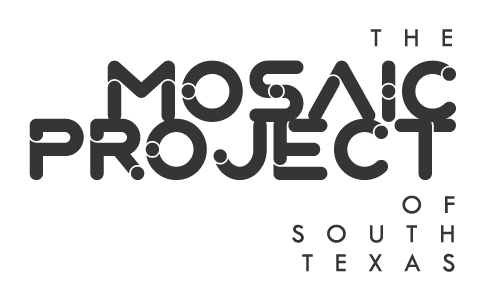 THE
MOSAIC
PROJECT
OF
SOUTH
TEXAS